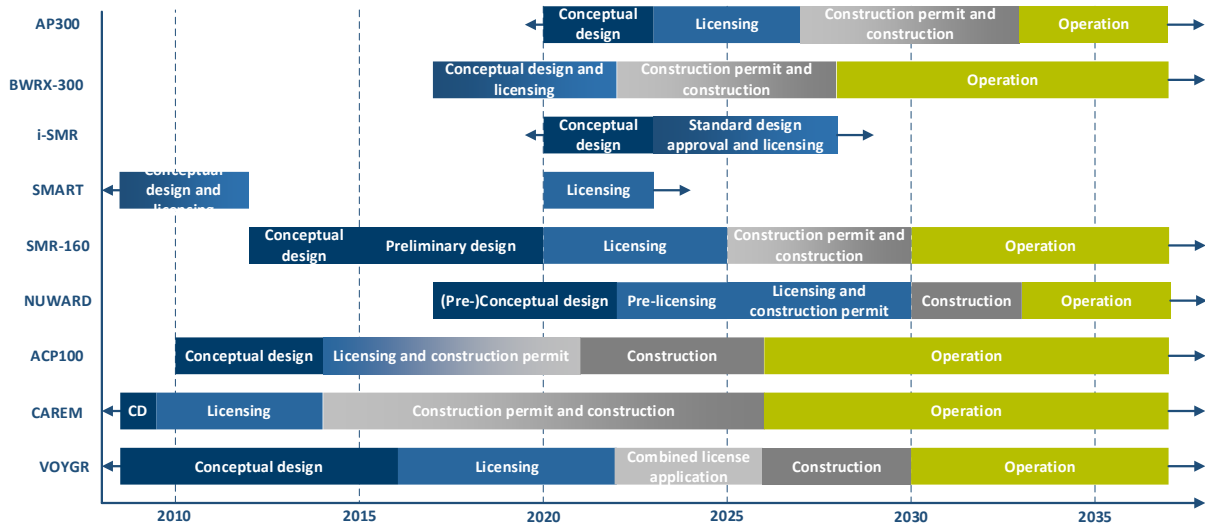 AP300
Conceptual
design
Licensing
Construction permit and
construction
Operation
BWRX-300
Conceptual design and
licensing
Construction permit and
construction
Operation
i-SMR
Conceptual
design
Standard design
approval and licensing
SMART
Conceptual
design and
licensing
Licensing
SMR-160
Conceptual
design
Preliminary design
Licensing
Construction permit and
construction
Operation
NUWARD
(Pre-)Conceptual design
Pre-licensing
Licensing and
construction permit
Construction
Operation
ACP100
Conceptual design
Licensing and construction permit
Construction
Operation
CAREM
CD
Licensing
Construction permit and construction
Operation
VOYGR
Conceptual design
Licensing
Combined license
application
Construction
Operation
2010
2015
2020
2025
2030
2035